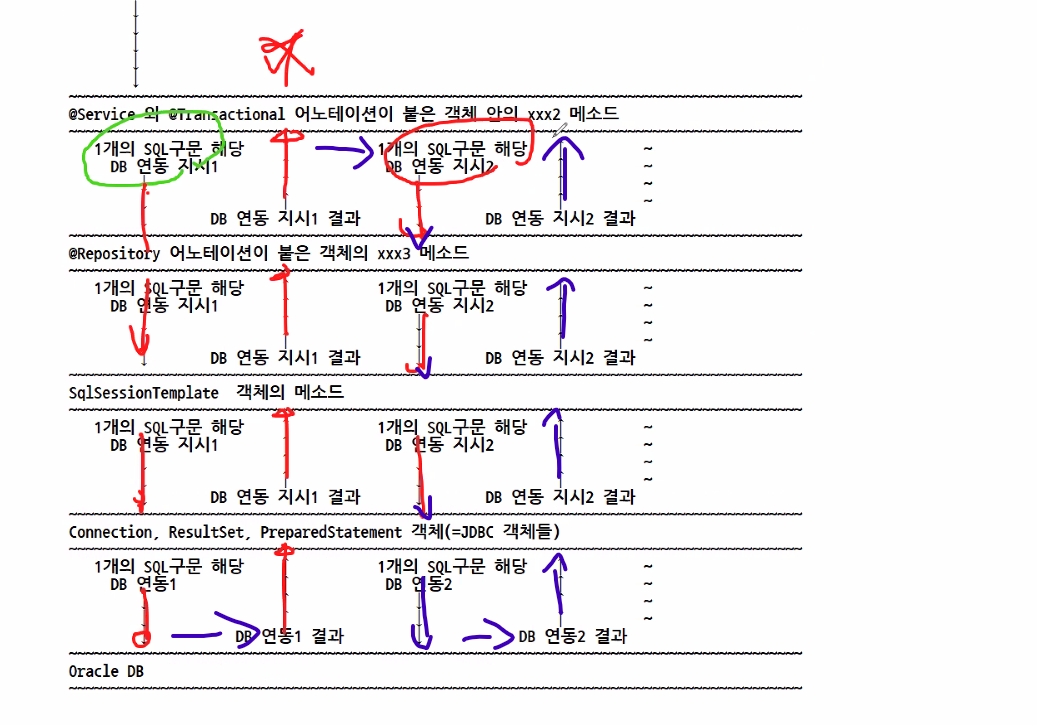 @Service 와 @Transactional 어노테이션이 붙은 객체 안의 xxx2 메소드
1개의 SQL구문 해당 1개의 SQL구문 해당 ~
DB 연동 지시1 DB 연동 지시2 ~
~
~
DB 연동 지시1 결과 DB 연동 지시2 결과
@Repository 어노테이션이 붙은 객체의 xxx3 메소드
1개의 SQL구문 해당 1개의 SQL구문 해당 ~
DB 연동 지시1 DB 연동 지시2 ~
~
~
DB 연동 지시1 결과 DB 연동 지시2 결과
SqlSessionTemplate 객체의 메소드
1개의 SQL구문 해당 1개의 SQL구문 해당 ~
DB 연동 지시1 DB 연동 지시2 ~
~
~
DB 연동 지시1 결과 DB 연동 지시2 결과
Connection, ResultSet, PreparedStatement 객체(=JDBC 객체들)
1개의 SQL구문 해당 1개의 SQL구문 해당 ~
DB 연동1 DB 연동2 ~
~
~
DB 연동1 결과 DB 연동2 결과
Oracle DB